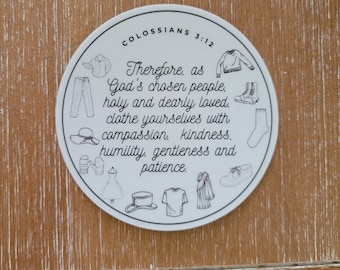 COLOSSIANS 3:12
Therefore, as
God's chosen people,
holy and dearly loved,
clothe yourselves with
compassion, kindness,
humility, gentleness and
patience.